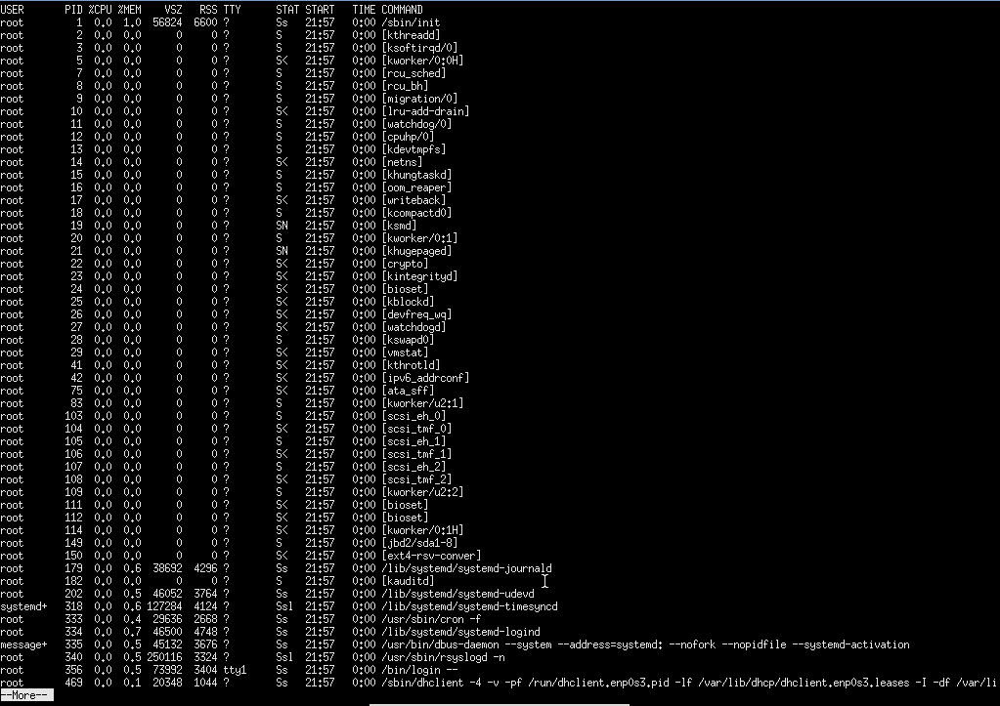 USER       PID %CPU %MEM    VSZ   RSS TTY      STAT START   TIME COMMAND
root         1  0.0  1.0  56824  6600 ?        Ss   21:57   0:00 /sbin/init
root         2  0.0  0.0      0     0 ?        S    21:57   0:00 [kthreadd]
root         3  0.0  0.0      0     0 ?        S    21:57   0:00 [ksoftirqd/0]
root         5  0.0  0.0      0     0 ?        S<   21:57   0:00 [kworker/0:0H]
root         7  0.0  0.0      0     0 ?        S    21:57   0:00 [rcu_sched]
root         8  0.0  0.0      0     0 ?        S    21:57   0:00 [rcu_bh]
root         9  0.0  0.0      0     0 ?        S    21:57   0:00 [migration/0]
root        10  0.0  0.0      0     0 ?        S<   21:57   0:00 [lru-add-drain]
root        11  0.0  0.0      0     0 ?        S    21:57   0:00 [watchdog/0]
root        12  0.0  0.0      0     0 ?        S    21:57   0:00 [cpuhp/0]
root        13  0.0  0.0      0     0 ?        S    21:57   0:00 [kdevtmpfs]
root        14  0.0  0.0      0     0 ?        S<   21:57   0:00 [netns]
root        15  0.0  0.0      0     0 ?        S    21:57   0:00 [khungtaskd]
root        16  0.0  0.0      0     0 ?        S    21:57   0:00 [oom_reaper]
root        17  0.0  0.0      0     0 ?        S<   21:57   0:00 [writeback]
root        18  0.0  0.0      0     0 ?        S    21:57   0:00 [kcompactd0]
root        19  0.0  0.0      0     0 ?        SN   21:57   0:00 [ksmd]
root        20  0.0  0.0      0     0 ?        S    21:57   0:00 [kworker/0:1]
root        21  0.0  0.0      0     0 ?        SN   21:57   0:00 [khugepaged]
root        22  0.0  0.0      0     0 ?        S<   21:57   0:00 [crypto]
root        23  0.0  0.0      0     0 ?        S<   21:57   0:00 [kintegrityd]
root        24  0.0  0.0      0     0 ?        S<   21:57   0:00 [bioset]
root        25  0.0  0.0      0     0 ?        S<   21:57   0:00 [kblockd]
root        26  0.0  0.0      0     0 ?        S<   21:57   0:00 [devfreq_wq]
root        27  0.0  0.0      0     0 ?        S<   21:57   0:00 [watchdogd]
root        28  0.0  0.0      0     0 ?        S    21:57   0:00 [kswapd0]
root        29  0.0  0.0      0     0 ?        S<   21:57   0:00 [vmstat]
root        41  0.0  0.0      0     0 ?        S<   21:57   0:00 [kthrotld]
root        42  0.0  0.0      0     0 ?        S<   21:57   0:00 [ipv6_addrconf]
root        75  0.0  0.0      0     0 ?        S<   21:57   0:00 [ata_sff]
root        83  0.0  0.0      0     0 ?        S    21:57   0:00 [kworker/u2:1]
root       103  0.0  0.0      0     0 ?        S    21:57   0:00 [scsi_eh_0]
root       104  0.0  0.0      0     0 ?        S<   21:57   0:00 [scsi_tmf_0]
root       105  0.0  0.0      0     0 ?        S    21:57   0:00 [scsi_eh_1]
root       106  0.0  0.0      0     0 ?        S<   21:57   0:00 [scsi_tmf_1]
root       107  0.0  0.0      0     0 ?        S    21:57   0:00 [scsi_eh_2]
root       108  0.0  0.0      0     0 ?        S<   21:57   0:00 [scsi_tmf_2]
root       109  0.0  0.0      0     0 ?        S    21:57   0:00 [kworker/u2:2]
root       111  0.0  0.0      0     0 ?        S<   21:57   0:00 [bioset]
root       112  0.0  0.0      0     0 ?        S<   21:57   0:00 [bioset]
root       114  0.0  0.0      0     0 ?        S<   21:57   0:00 [kworker/0:1H]
root       149  0.0  0.0      0     0 ?        S    21:57   0:00 [jbd2/sda1-8]
root       150  0.0  0.0      0     0 ?        S<   21:57   0:00 [ext4-rsv-conver]
root       179  0.0  0.6  38692  4296 ?        Ss   21:57   0:00 /lib/systemd/systemd-journald
root       182  0.0  0.0      0     0 ?        S    21:57   0:00 [kauditd]
root       202  0.0  0.5  46052  3764 ?        Ss   21:57   0:00 /lib/systemd/systemd-udevd
systemd+   318  0.0  0.6 127284  4124 ?        Ssl  21:57   0:00 /lib/systemd/systemd-timesyncd
root       333  0.0  0.4  29636  2668 ?        Ss   21:57   0:00 /usr/sbin/cron -f
root       334  0.0  0.7  46500  4748 ?        Ss   21:57   0:00 /lib/systemd/systemd-logind
message+   335  0.0  0.5  45132  3676 ?        Ss   21:57   0:00 /usr/bin/dbus-daemon --system --address=systemd: --nofork --nopidfile --systemd-activation
root       340  0.0  0.5 250116  3324 ?        Ssl  21:57   0:00 /usr/sbin/rsyslogd -n
root       356  0.0  0.5  73992  3404 tty1     Ss   21:57   0:00 /bin/login --
root       469  0.0  0.1  20348  1044 ?        Ss   21:57   0:00 /sbin/dhclient -4 -v -pf /run/dhclient.enp0s3.pid -lf /var/lib/dhcp/dhclient.enp0s3.leases -I -df /var/li
--More--